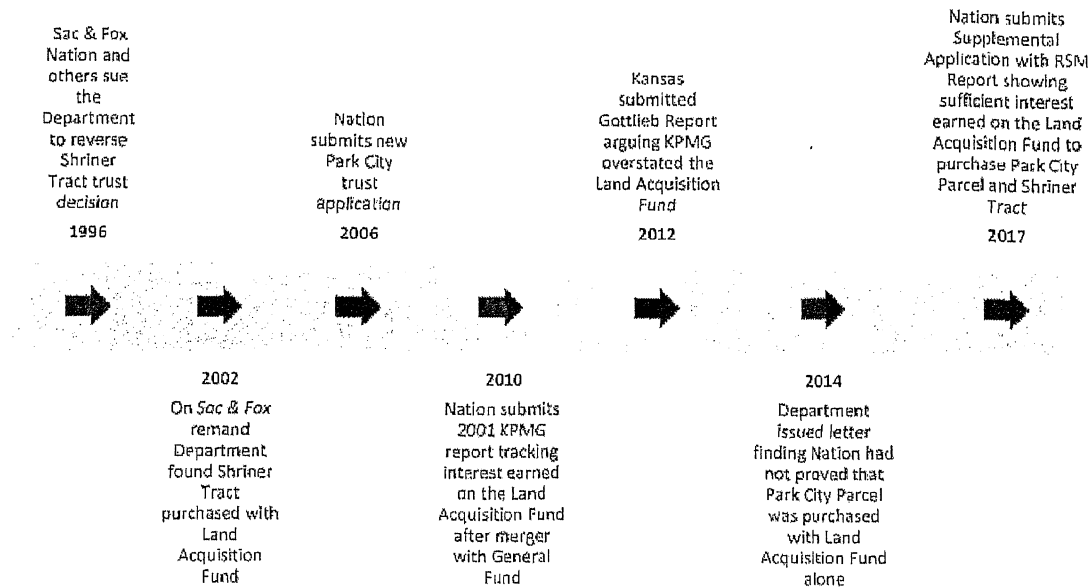 Sac & Fox
Nation and
others sue
the
Department
to reverse
Shriner
Tract trust
decision
1996
Nation
submits new
Park City
trust
application
2006
Kansas
submitted
Gottlieb Report
arguing KPMG
overstated the
Land Acquisition
Fund
2012
Nation submits
Supplemental
Application with RSM
Report showing
sufficient interest
earned on the Land
Acquisition Fund to
purchase Park City
Parcel and Shriner
Tract
2017
2002
On Sac & Fox
remand
Department
found Shriner
Tract
purchased with
Land
Acquisition
Fund
2010
Nation submits
2001 KPMG
report tracking
interest earned
on the Land
Acquisition Fund
after merger
with General
Fund
2014
Department
issued letter
finding Nation had
not proved that
Park City Parcel
was purchased
with Land
Acquisition Fund
alone